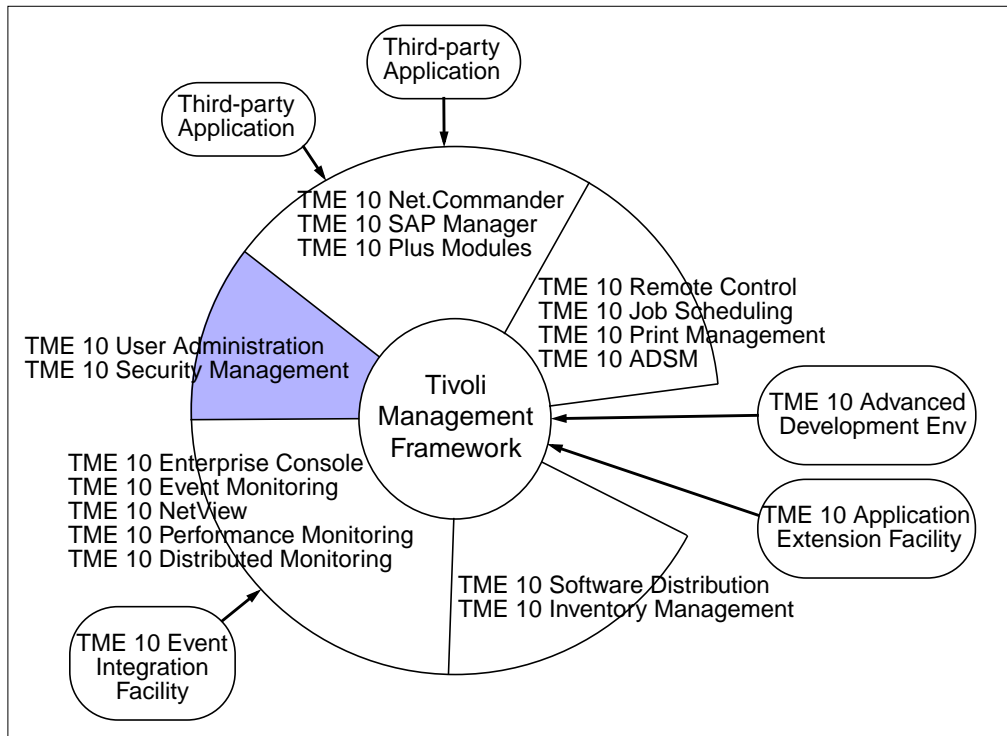 Third-party
Application
Third-party
Application
TME 10 Net.Commander
TME 10 SAP Manager
TME 10 Plus Modules
TME 10 Remote Control
TME 10 Job Scheduling
TME 10 Print Management
TME 10 ADSM
TME 10 User Administration
TME 10 Security Management
Tivoli
Management
Framework
TME 10 Advanced
Development Env
TME 10 Enterprise Console
TME 10 Event Monitoring
TME 10 NetView
TME 10 Performance Monitoring
TME 10 Distributed Monitoring
TME 10 Application
Extension Facility
TME 10 Software Distribution
TME 10 Inventory Management
TME 10 Event
Integration
Facility